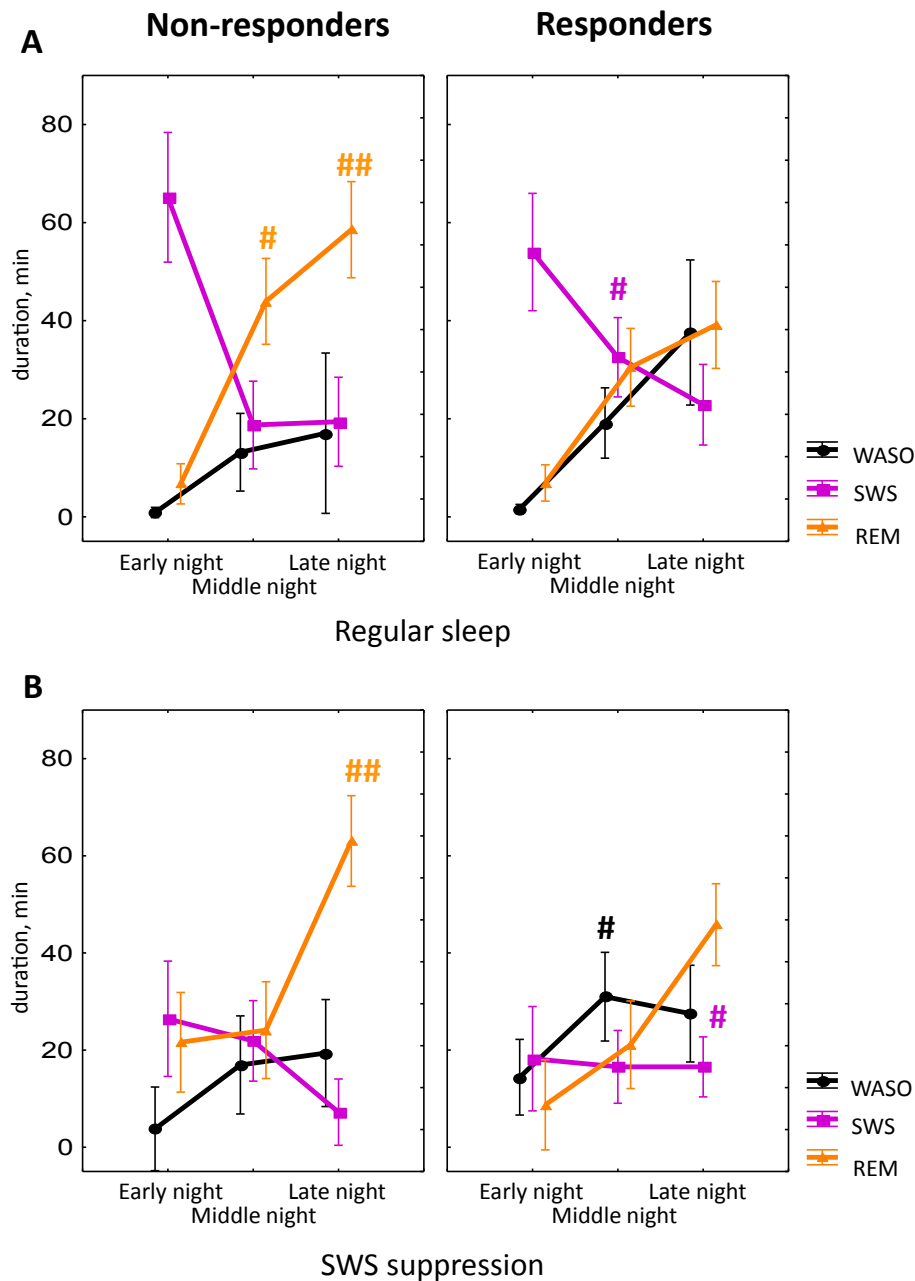 A
Non-responders
Responders
duration, min
80
60
40
20
0
#
##
#
WASO
SWS
REM
Early night
Middle night
Late night
Early night
Middle night
Late night
Regular sleep
B
duration, min
80
60
40
20
0
##
#
#
WASO
SWS
REM
Early night
Middle night
Late night
Early night
Middle night
Late night
SWS suppression